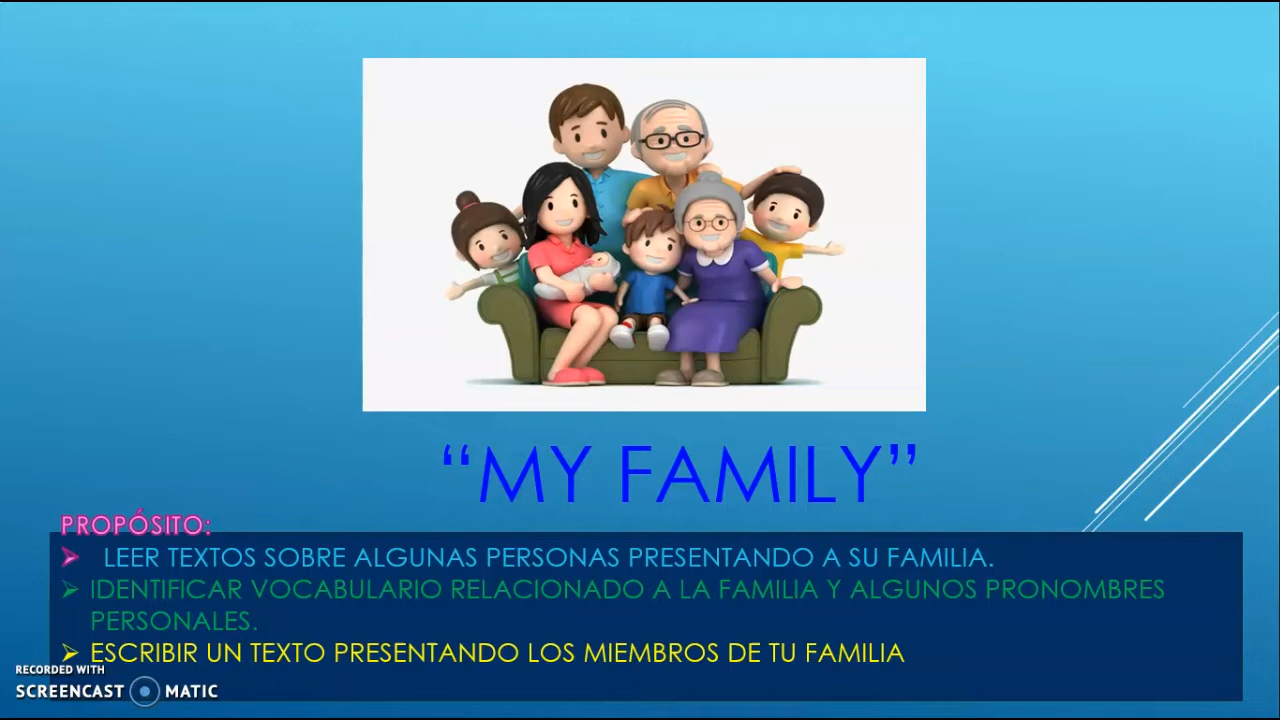 “MY FAMILY”
PROPÓSITO:
LEER TEXTOS SOBRE ALGUNAS PERSONAS PRESENTANDO A SU FAMILIA.
IDENTIFICAR VOCABULARIO RELACIONADO A LA FAMILIA Y ALGUNOS PRONOMBRES
PERSONALES.
ESCRIBIR UN TEXTO PRESENTANDO LOS MIEMBROS DE TU FAMILIA
RECORDED WITH
SCREENCAST MATIC